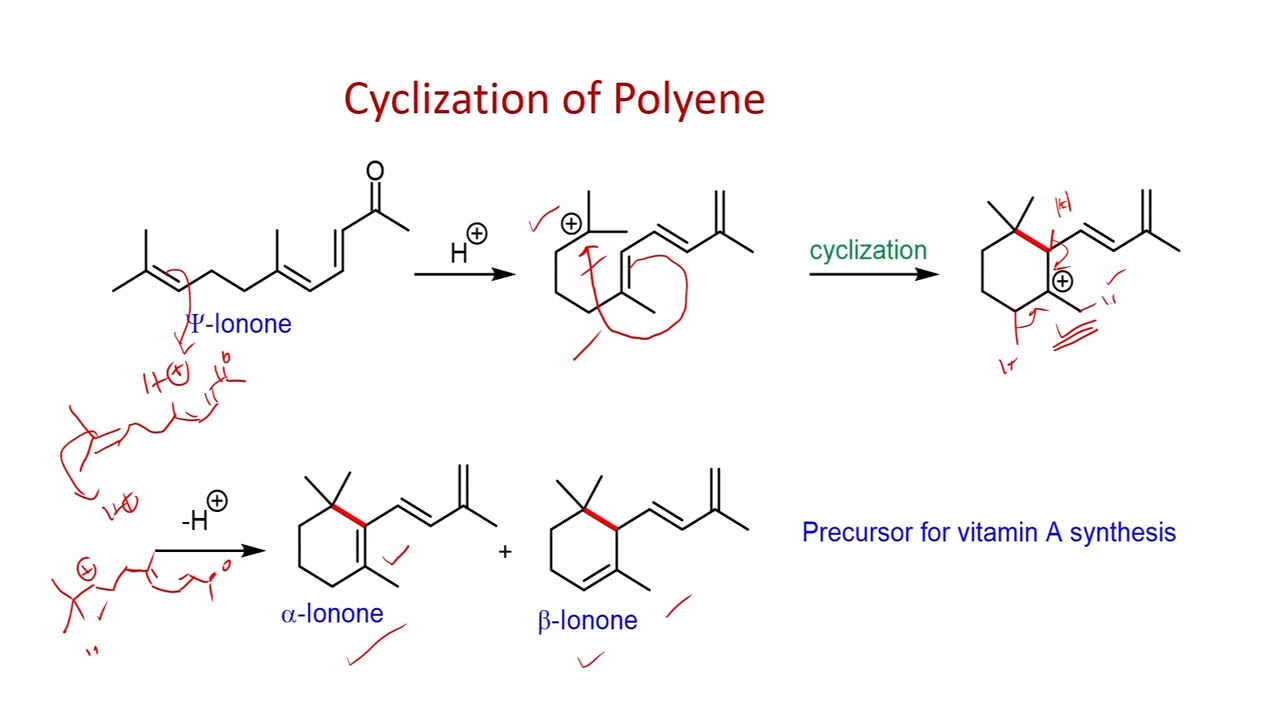 Cyclization of Polyene
O
H⊕
⊕
cyclization
H
⊕
Ψ-Ionone
H
H
H⊕
O
H⊕
-H⊕
⊕
O
+
α-Ionone
β-Ionone
Precursor for vitamin A synthesis
H